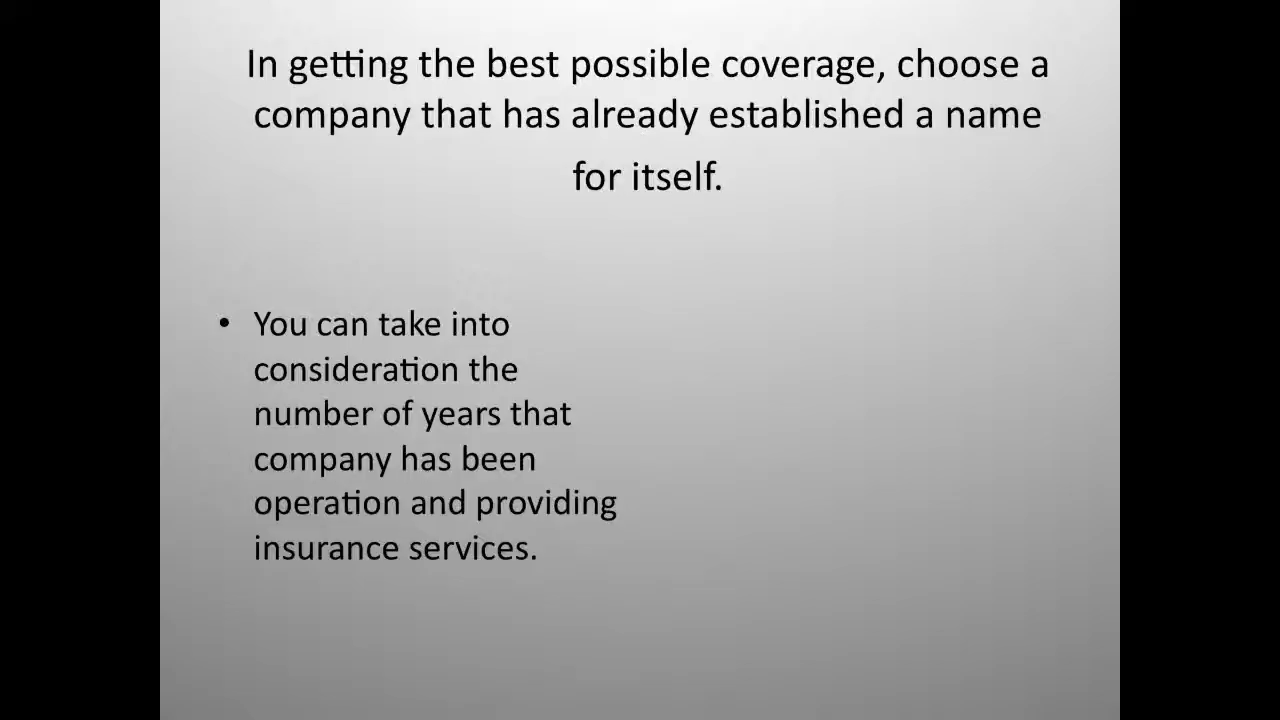 In getting the best possible coverage, choose a
company that has already established a name
for itself.
• You can take into
consideration the
number of years that
company has been
operation and providing
insurance services.